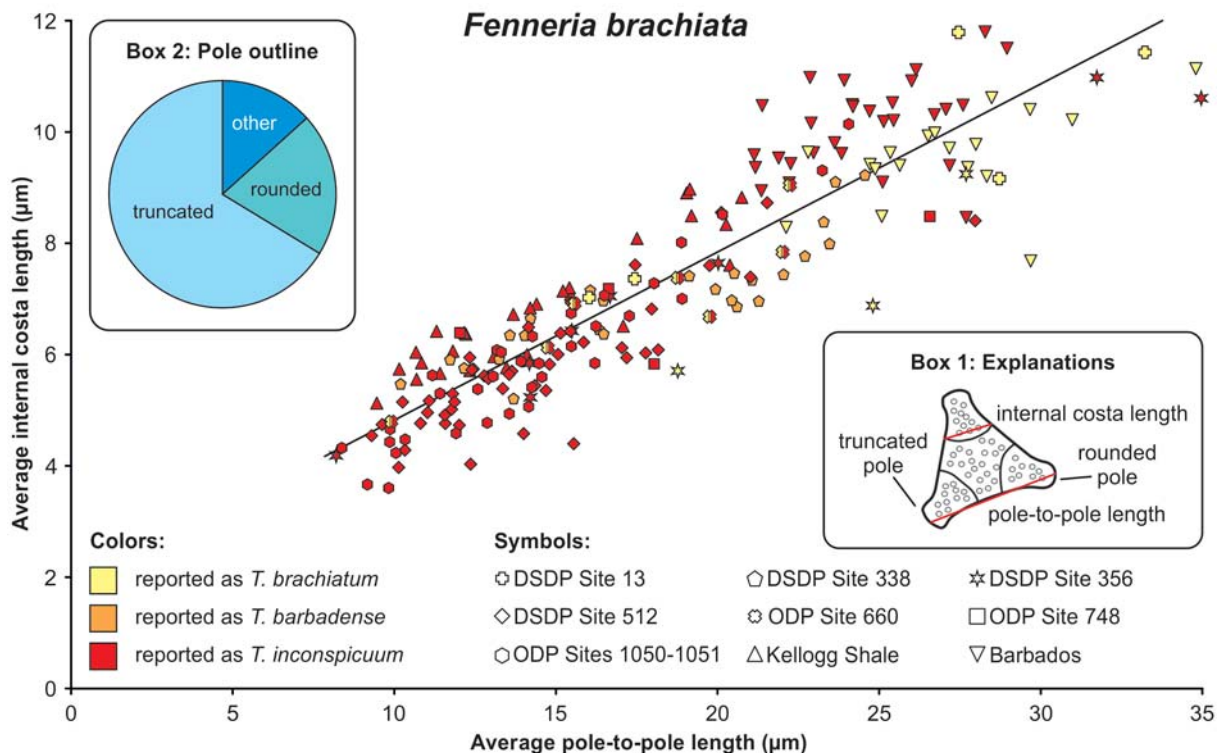 Fenneria brachiata
Average internal costa length (µm)
12
10
8
6
4
2
0
Box 2: Pole outline
other
rounded
truncated
Box 1: Explanations
internal costa length
truncated
pole
rounded
pole
pole-to-pole length
Colors:
reported as T. brachiatum
reported as T. barbadense
reported as T. inconspicuum
Symbols:
DSDP Site 13
DSDP Site 338
DSDP Site 356
DSDP Site 512
ODP Site 660
ODP Site 748
ODP Sites 1050-1051
Kellogg Shale
Barbados
0
5
10
15
20
25
30
35
Average pole-to-pole length (µm)